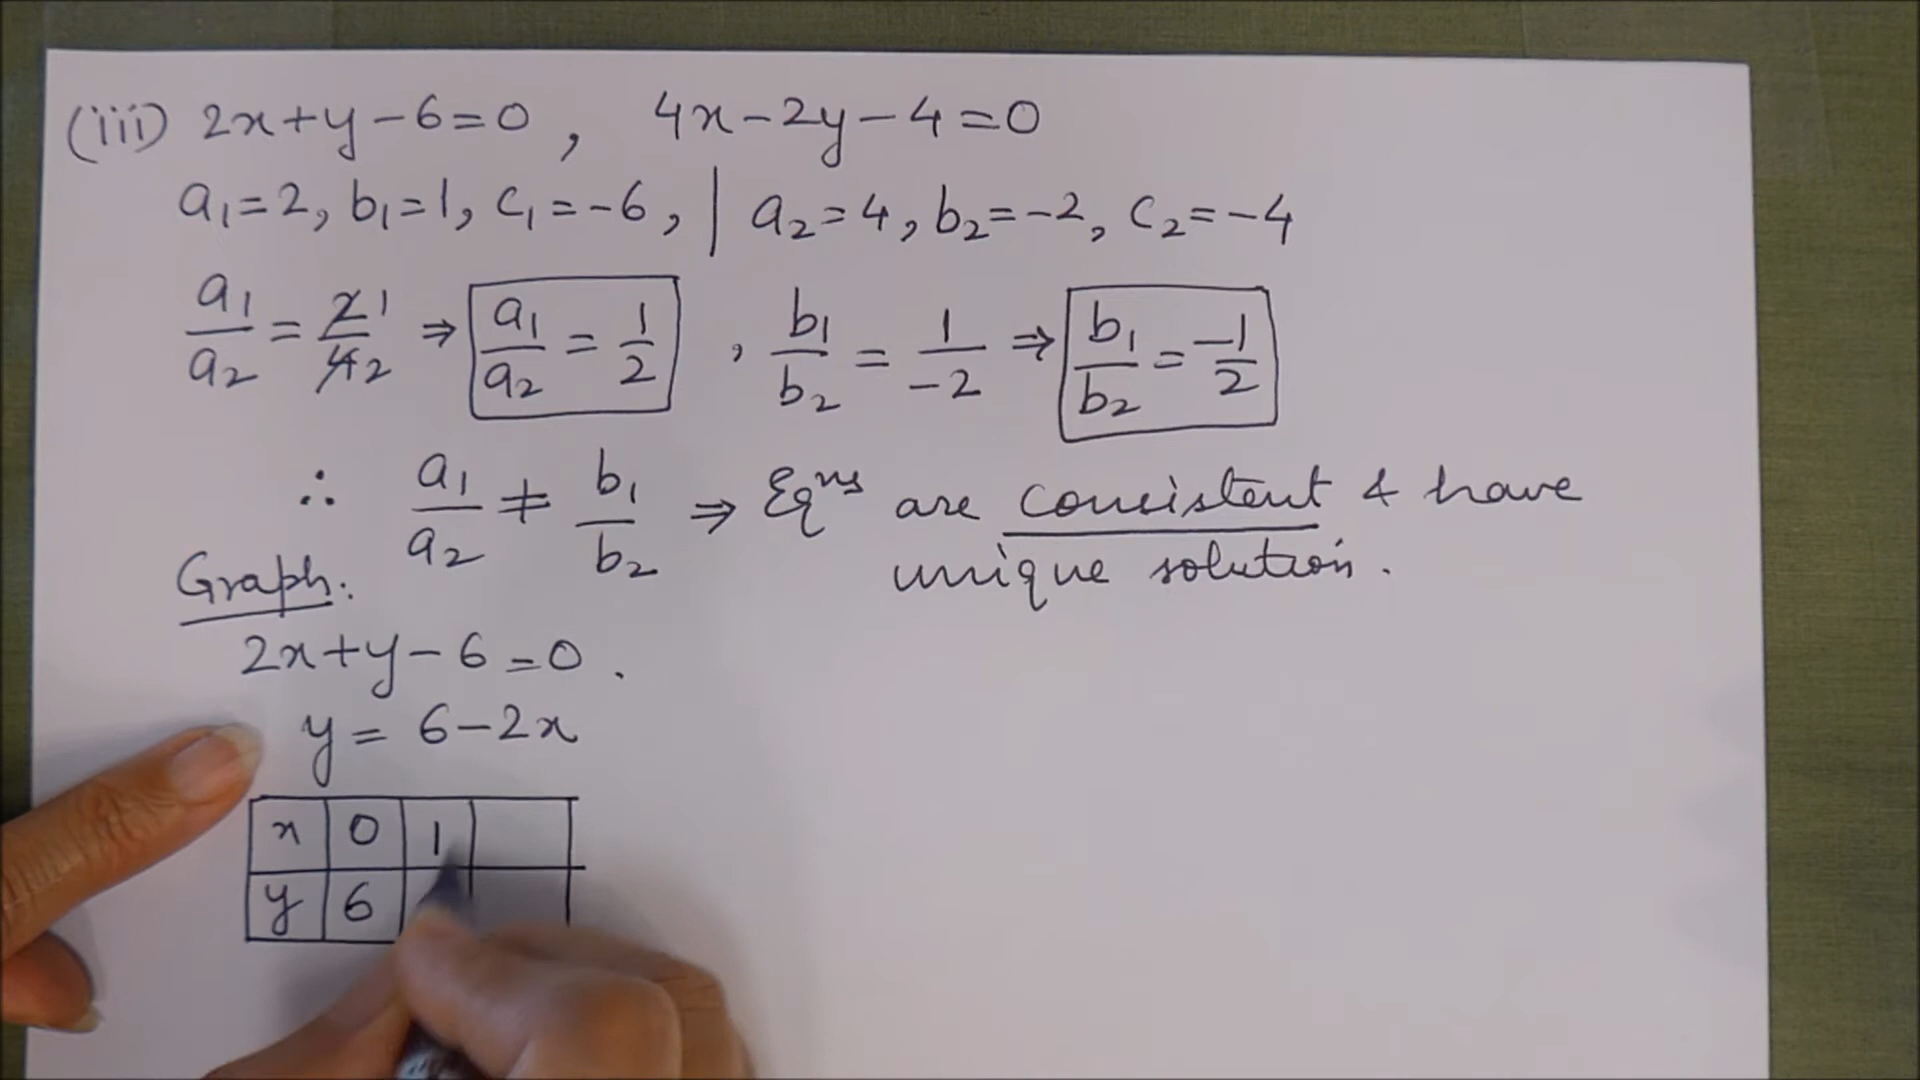 (iii) 2x+y-6=0, 4x-2y-4=0
a₁=2, b₁=1, c₁=-6, | a₂=4, b₂=-2, c₂=-4
a₁/a₂ = 2̸1/4̸2 ⇒ a₁/a₂ = 1/2, b₁/b₂ = 1/-2 ⇒ b₁/b₂ = -1/2
∴ a₁/a₂ ≠ b₁/b₂ ⇒ Eqⁿˢ are consistent & have
unique solution.
Graph:
2x+y-6=0.
y = 6-2x
x 0 1
y 6